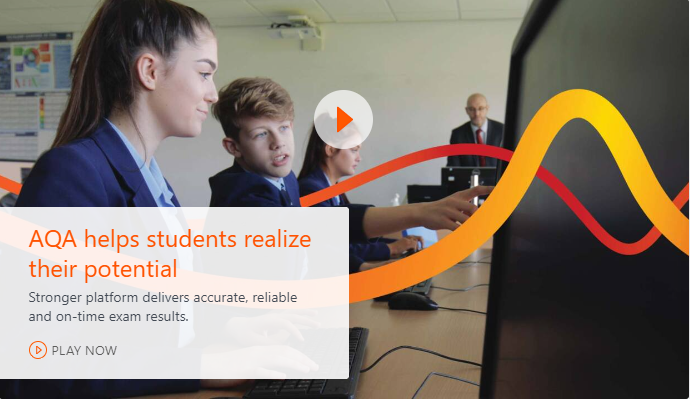 AQA helps students realize
their potential
Stronger platform delivers accurate, reliable
and on-time exam results.
PLAY NOW